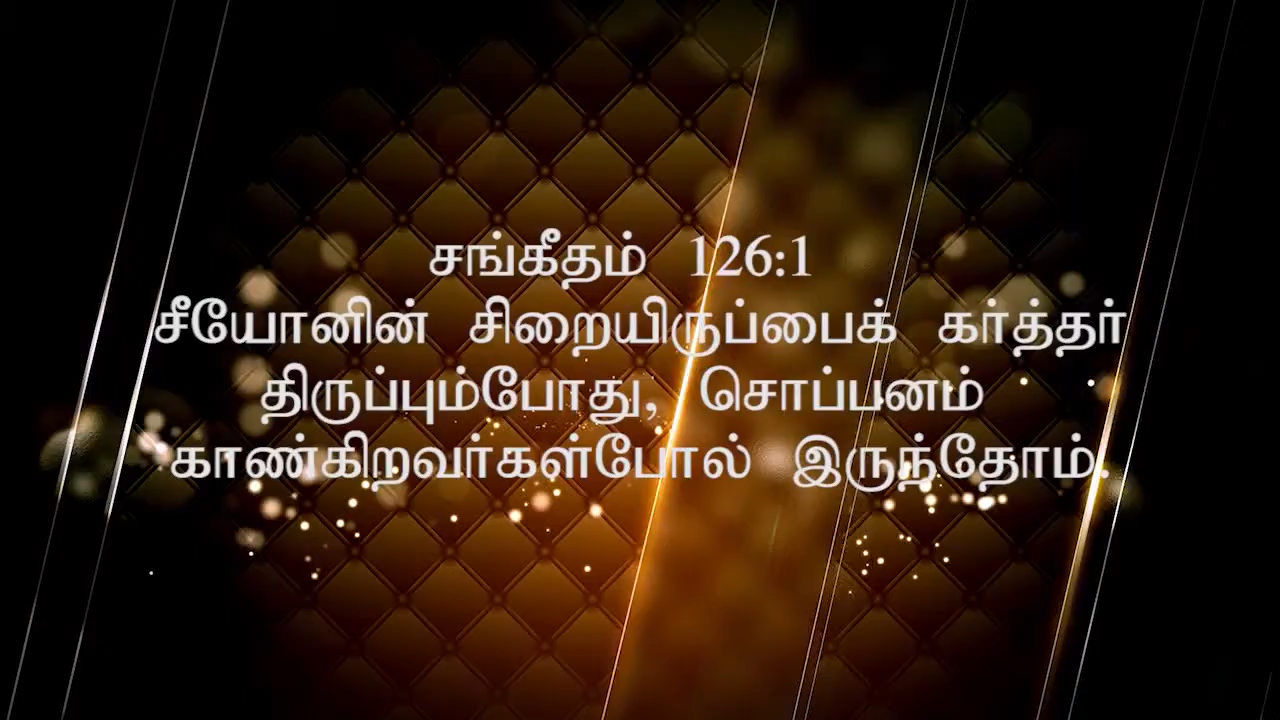 சங்கீதம் 126:1
சீயோனின் சிறையிருப்பைக் கர்த்தர்
திருப்பும்போது, சொப்பனம்
காண்கிறவர்கள்போல் இருந்தோம்.